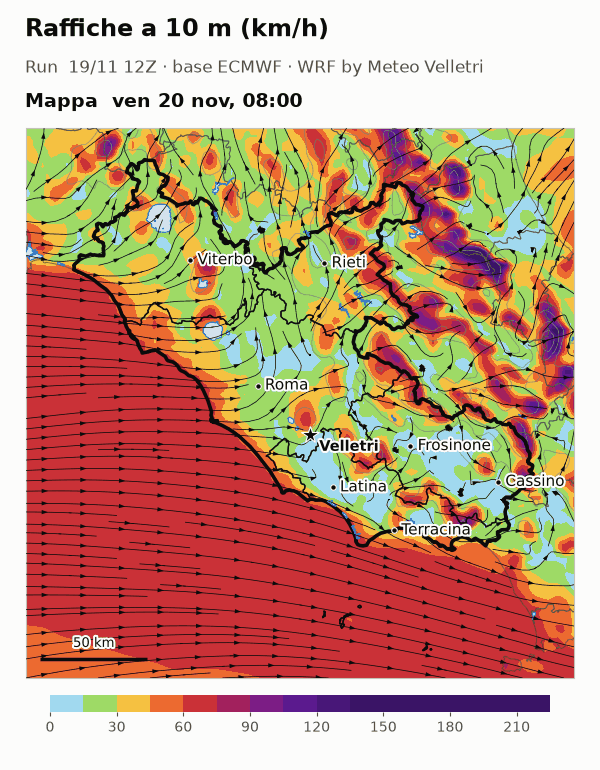 Raffiche a 10 m (km/h)
Run  19/11 12Z · base ECMWF · WRF by Meteo Velletri
Mappa  ven 20 nov, 08:00
Viterbo
Rieti
Roma
Velletri
Frosinone
Cassino
Latina
Terracina
50 km
0 30 60 90 120 150 180 210